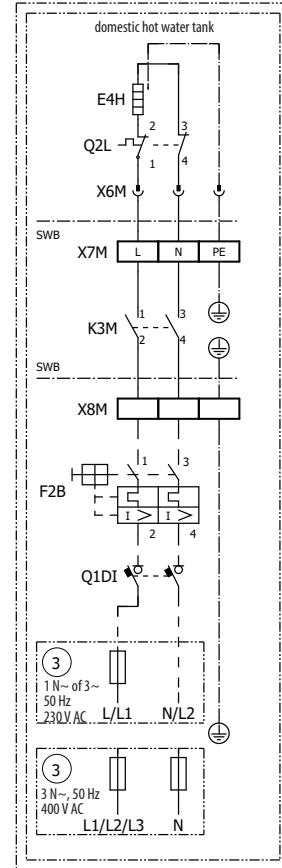 domestic hot water tank
E4H
2 3
Q2L
1 4
X6M
SWB
X7M L N PE
1 3
K3M
2 4
SWB
X8M
1 3
F2B
I > I >
2 4
Q1DI
3
1 N~ of 3~
50 Hz
230 V AC L/L1 N/L2
3
3 N~, 50 Hz
400 V AC
L1/L2/L3 N